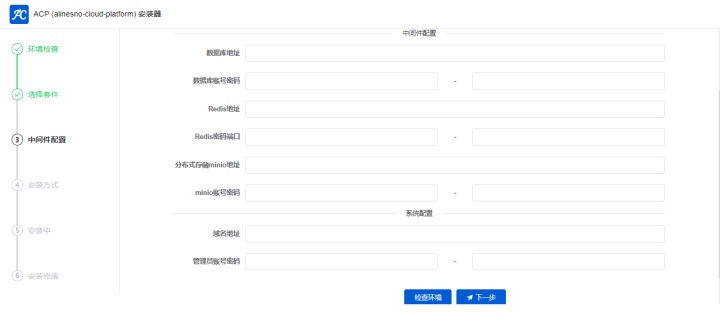 ACP (alinesno-cloud-platform) 安装器
环境检查
选择套件
3 中间件配置
4 安装方式
5 安装中
6 安装完成
中间件配置
数据库地址
数据库账号密码 -
Redis地址
Redis密码端口 -
分布式存储minio地址
minio账号密码 -
系统配置
域名地址
管理员账号密码 -
检查环境 下一步